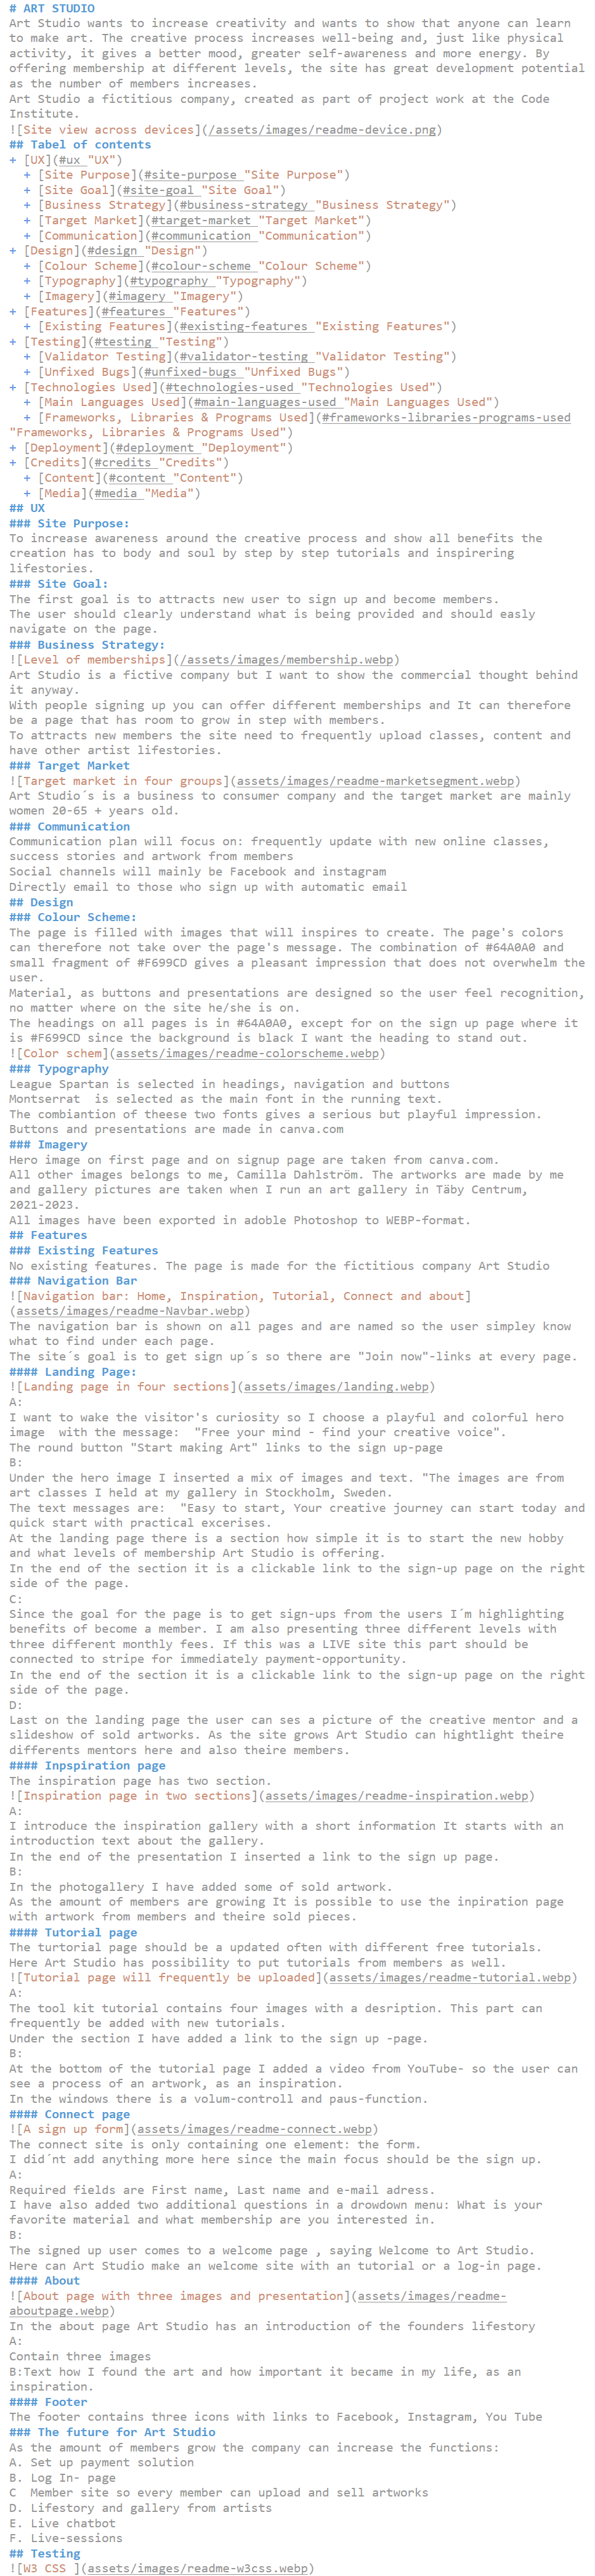 # ART STUDIO
Art Studio wants to increase creativity and wants to show that anyone can learn
to make art. The creative process increases well-being and, just like physical
activity, it gives a better mood, greater self-awareness and more energy. By
offering membership at different levels, the site has great development potential
as the number of members increases.
Art Studio a fictitious company, created as part of project work at the Code
Institute.
![Site view across devices](/assets/images/readme-device.png)
## Tabel of contents
+ [UX](#ux "UX")
  + [Site Purpose](#site-purpose "Site Purpose")
  + [Site Goal](#site-goal "Site Goal")
  + [Business Strategy](#business-strategy "Business Strategy")
  + [Target Market](#target-market "Target Market")
  + [Communication](#communication "Communication")
+ [Design](#design "Design")
  + [Colour Scheme](#colour-scheme "Colour Scheme")
  + [Typography](#typography "Typography")
  + [Imagery](#imagery "Imagery")
+ [Features](#features "Features")
  + [Existing Features](#existing-features "Existing Features")
+ [Testing](#testing "Testing")
  + [Validator Testing](#validator-testing "Validator Testing")
  + [Unfixed Bugs](#unfixed-bugs "Unfixed Bugs")
+ [Technologies Used](#technologies-used "Technologies Used")
  + [Main Languages Used](#main-languages-used "Main Languages Used")
  + [Frameworks, Libraries & Programs Used](#frameworks-libraries-programs-used
"Frameworks, Libraries & Programs Used")
+ [Deployment](#deployment "Deployment")
+ [Credits](#credits "Credits")
  + [Content](#content "Content")
  + [Media](#media "Media")
## UX
### Site Purpose:
To increase awareness around the creative process and show all benefits the
creation has to body and soul by step by step tutorials and inspirering
lifestories.
### Site Goal:
The first goal is to attracts new user to sign up and become members.
The user should clearly understand what is being provided and should easly
navigate on the page.
### Business Strategy:
![Level of memberships](/assets/images/membership.webp)
Art Studio is a fictive company but I want to show the commercial thought behind
it anyway.
With people signing up you can offer different memberships and It can therefore
be a page that has room to grow in step with members.
To attracts new members the site need to frequently upload classes, content and
have other artist lifestories.
### Target Market
![Target market in four groups](assets/images/readme-marketsegment.webp)
Art Studio´s is a business to consumer company and the target market are mainly
women 20-65 + years old.
### Communication
Communication plan will focus on: frequently update with new online classes,
success stories and artwork from members
Social channels will mainly be Facebook and instagram
Directly email to those who sign up with automatic email
## Design
### Colour Scheme:
The page is filled with images that will inspires to create. The page's colors
can therefore not take over the page's message. The combination of #64A0A0 and
small fragment of #F699CD gives a pleasant impression that does not overwhelm the
user.
Material, as buttons and presentations are designed so the user feel recognition,
no matter where on the site he/she is on.
The headings on all pages is in #64A0A0, except for on the sign up page where it
is #F699CD since the background is black I want the heading to stand out.
![Color schem](assets/images/readme-colorscheme.webp)
### Typography
League Spartan is selected in headings, navigation and buttons
Montserrat  is selected as the main font in the running text.
The combiantion of theese two fonts gives a serious but playful impression.
Buttons and presentations are made in canva.com
### Imagery
Hero image on first page and on signup page are taken from canva.com.
All other images belongs to me, Camilla Dahlström. The artworks are made by me
and gallery pictures are taken when I run an art gallery in Täby Centrum,
2021-2023.
All images have been exported in adoble Photoshop to WEBP-format.
## Features
### Existing Features
No existing features. The page is made for the fictitious company Art Studio
### Navigation Bar
![Navigation bar: Home, Inspiration, Tutorial, Connect and about]
(assets/images/readme-Navbar.webp)
The navigation bar is shown on all pages and are named so the user simpley know
what to find under each page.
The site´s goal is to get sign up´s so there are "Join now"-links at every page.
#### Landing Page:
![Landing page in four sections](assets/images/landing.webp)
A:
I want to wake the visitor's curiosity so I choose a playful and colorful hero
image  with the message:  "Free your mind - find your creative voice".
The round button "Start making Art" links to the sign up-page
B:
Under the hero image I inserted a mix of images and text. "The images are from
art classes I held at my gallery in Stockholm, Sweden.
The text messages are:  "Easy to start, Your creative journey can start today and
quick start with practical excerises.
At the landing page there is a section how simple it is to start the new hobby
and what levels of membership Art Studio is offering.
In the end of the section it is a clickable link to the sign-up page on the right
side of the page.
C:
Since the goal for the page is to get sign-ups from the users I´m highlighting
benefits of become a member. I am also presenting three different levels with
three different monthly fees. If this was a LIVE site this part should be
connected to stripe for immediately payment-opportunity.
In the end of the section it is a clickable link to the sign-up page on the right
side of the page.
D:
Last on the landing page the user can ses a picture of the creative mentor and a
slideshow of sold artworks. As the site grows Art Studio can hightlight theire
differents mentors here and also theire members.
#### Inpspiration page
The inspiration page has two section.
![Inspiration page in two sections](assets/images/readme-inspiration.webp)
A:
I introduce the inspiration gallery with a short information It starts with an
introduction text about the gallery.
In the end of the presentation I inserted a link to the sign up page.
B:
In the photogallery I have added some of sold artwork.
As the amount of members are growing It is possible to use the inpiration page
with artwork from members and theire sold pieces.
#### Tutorial page
The turtorial page should be a updated often with different free tutorials.
Here Art Studio has possibility to put tutorials from members as well.
![Tutorial page will frequently be uploaded](assets/images/readme-tutorial.webp)
A:
The tool kit tutorial contains four images with a desription. This part can
frequently be added with new tutorials.
Under the section I have added a link to the sign up -page.
B:
At the bottom of the tutorial page I added a video from YouTube- so the user can
see a process of an artwork, as an inspiration.
In the windows there is a volum-controll and paus-function.
#### Connect page
![A sign up form](assets/images/readme-connect.webp)
The connect site is only containing one element: the form.
I did´nt add anything more here since the main focus should be the sign up.
A:
Required fields are First name, Last name and e-mail adress.
I have also added two additional questions in a drowdown menu: What is your
favorite material and what membership are you interested in.
B:
The signed up user comes to a welcome page , saying Welcome to Art Studio.
Here can Art Studio make an welcome site with an tutorial or a log-in page.
#### About
![About page with three images and presentation](assets/images/readme-
aboutpage.webp)
In the about page Art Studio has an introduction of the founders lifestory
A:
Contain three images
B:Text how I found the art and how important it became in my life, as an
inspiration.
#### Footer
The footer contains three icons with links to Facebook, Instagram, You Tube
### The future for Art Studio
As the amount of members grow the company can increase the functions:
A. Set up payment solution
B. Log In- page
C  Member site so every member can upload and sell artworks
D. Lifestory and gallery from artists
E. Live chatbot
F. Live-sessions
## Testing
![W3 CSS ](assets/images/readme-w3css.webp)